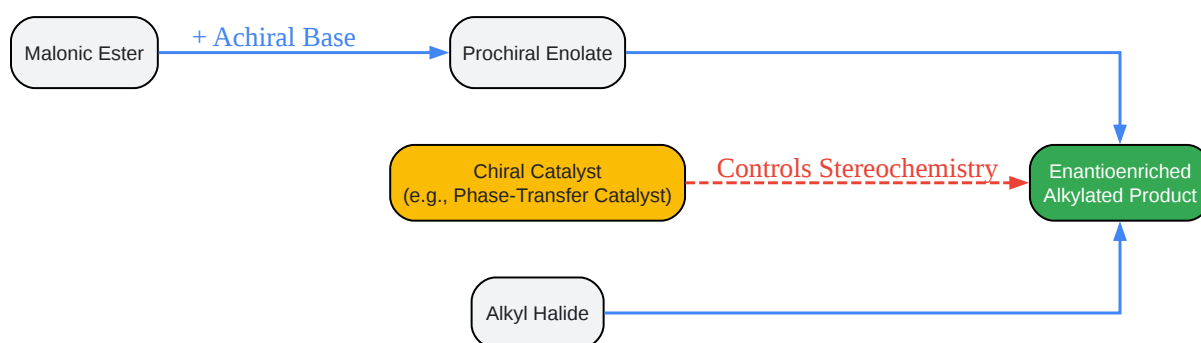 Malonic Ester
+ Achiral Base
Prochiral Enolate
Chiral Catalyst
(e.g., Phase-Transfer Catalyst)
Controls Stereochemistry
Enantioenriched
Alkylated Product
Alkyl Halide